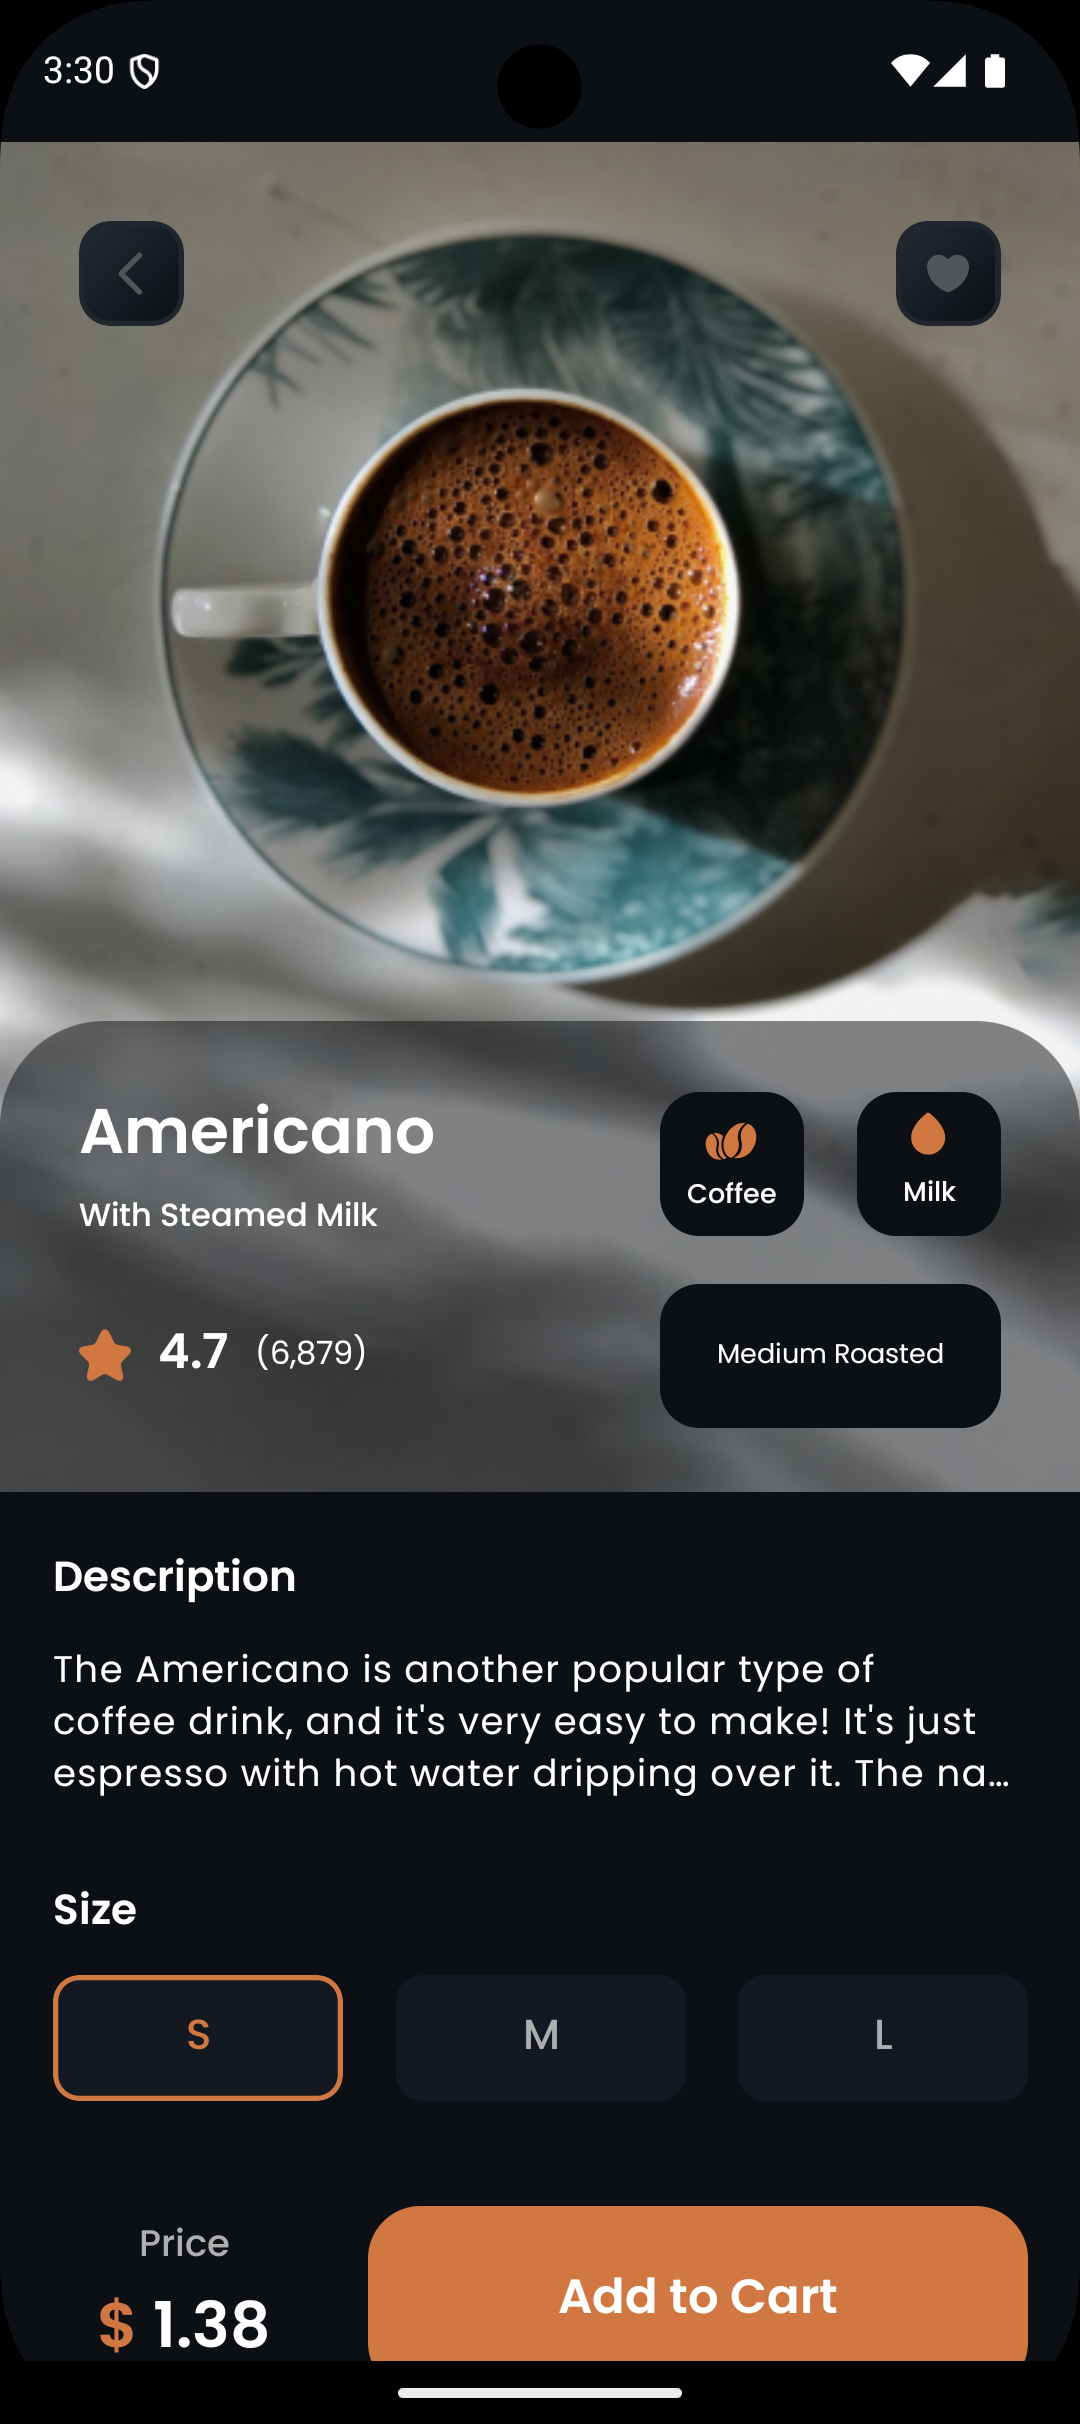 3:30
Americano
With Steamed Milk
Coffee
Milk
4.7 (6,879)
Medium Roasted
Description
The Americano is another popular type of
coffee drink, and it's very easy to make! It's just
espresso with hot water dripping over it. The na...
Size
S
M
L
Price
$ 1.38
Add to Cart